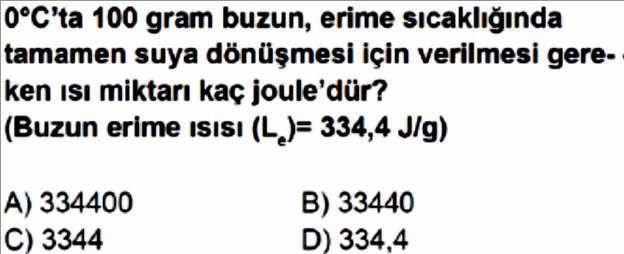 0°C'ta 100 gram buzun, erime sıcaklığında
tamamen suya dönüşmesi için verilmesi gere-
ken ısı miktarı kaç joule'dür?
(Buzun erime ısısı (Lₑ)= 334,4 J/g)
A) 334400 B) 33440
C) 3344 D) 334,4